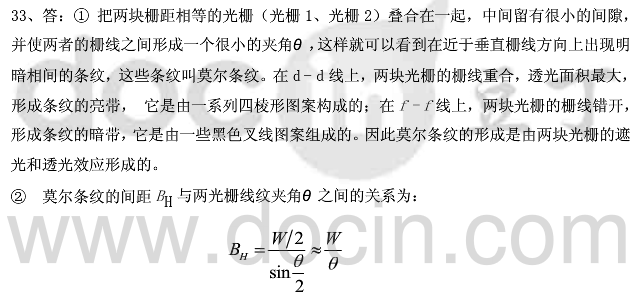 33、答：① 把两块栅距相等的光栅（光栅 1、光栅 2）叠合在一起，中间留有很小的间隙，
并使两者的栅线之间形成一个很小的夹角θ，这样就可以看到在近于垂直栅线方向上出现明
暗相间的条纹，这些条纹叫莫尔条纹。在 d-d 线上，两块光栅的栅线重合，透光面积最大，
形成条纹的亮带， 它是由一系列四棱形图案构成的；在 f-f 线上，两块光栅的栅线错开，
形成条纹的暗带，它是由一些黑色叉线图案组成的。因此莫尔条纹的形成是由两块光栅的遮
光和透光效应形成的。
② 莫尔条纹的间距 B_H 与两光栅线纹夹角θ 之间的关系为：
B_H = (W/2)/(sin(θ/2)) ≈ W/θ
www.docin.com